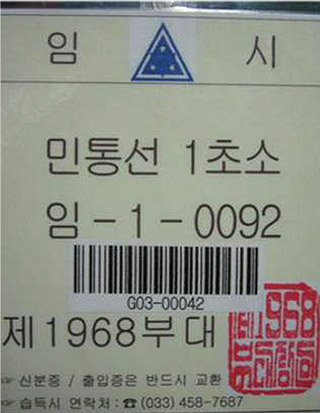 임 시
민통선 1초소
임-1-0092
G03-00042
제1968부대
☞ 신분증 / 출입증은 반드시 교환
☞ 습득시 연락처 : ☎ (033) 458-7687